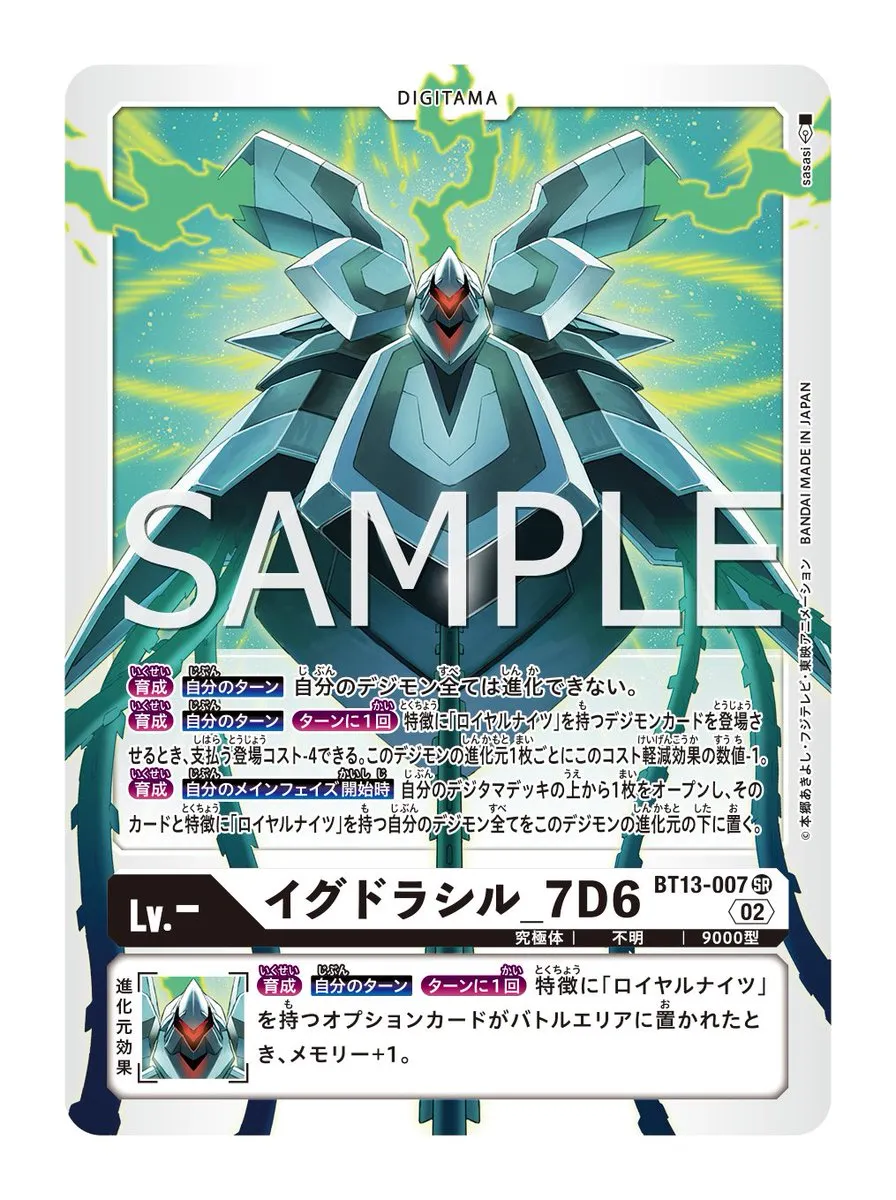 DIGITAMA
sasasi
SAMPLE
育成 自分のターン 自分のデジモン全ては進化できない。
育成 自分のターン ターンに1回 特徴に「ロイヤルナイツ」を持つデジモンカードを登場さ
せるとき、支払う登場コスト-4できる。このデジモンの進化元1枚ごとにこのコスト軽減効果の数値-1。
育成 自分のメインフェイズ開始時 自分のデジタマデッキの上から1枚をオープンし、その
カードと特徴に「ロイヤルナイツ」を持つ自分のデジモン全てをこのデジモンの進化元の下に置く。
©本郷あきよし・フジテレビ・東映アニメーション BANDAI MADE IN JAPAN
Lv.-
イグドラシル_7D6
BT13-007 SR
02
究極体 | 不明 | 9000型
進化元効果
育成 自分のターン ターンに1回 特徴に「ロイヤルナイツ」
を持つオプションカードがバトルエリアに置かれたと
き、メモリー+1。